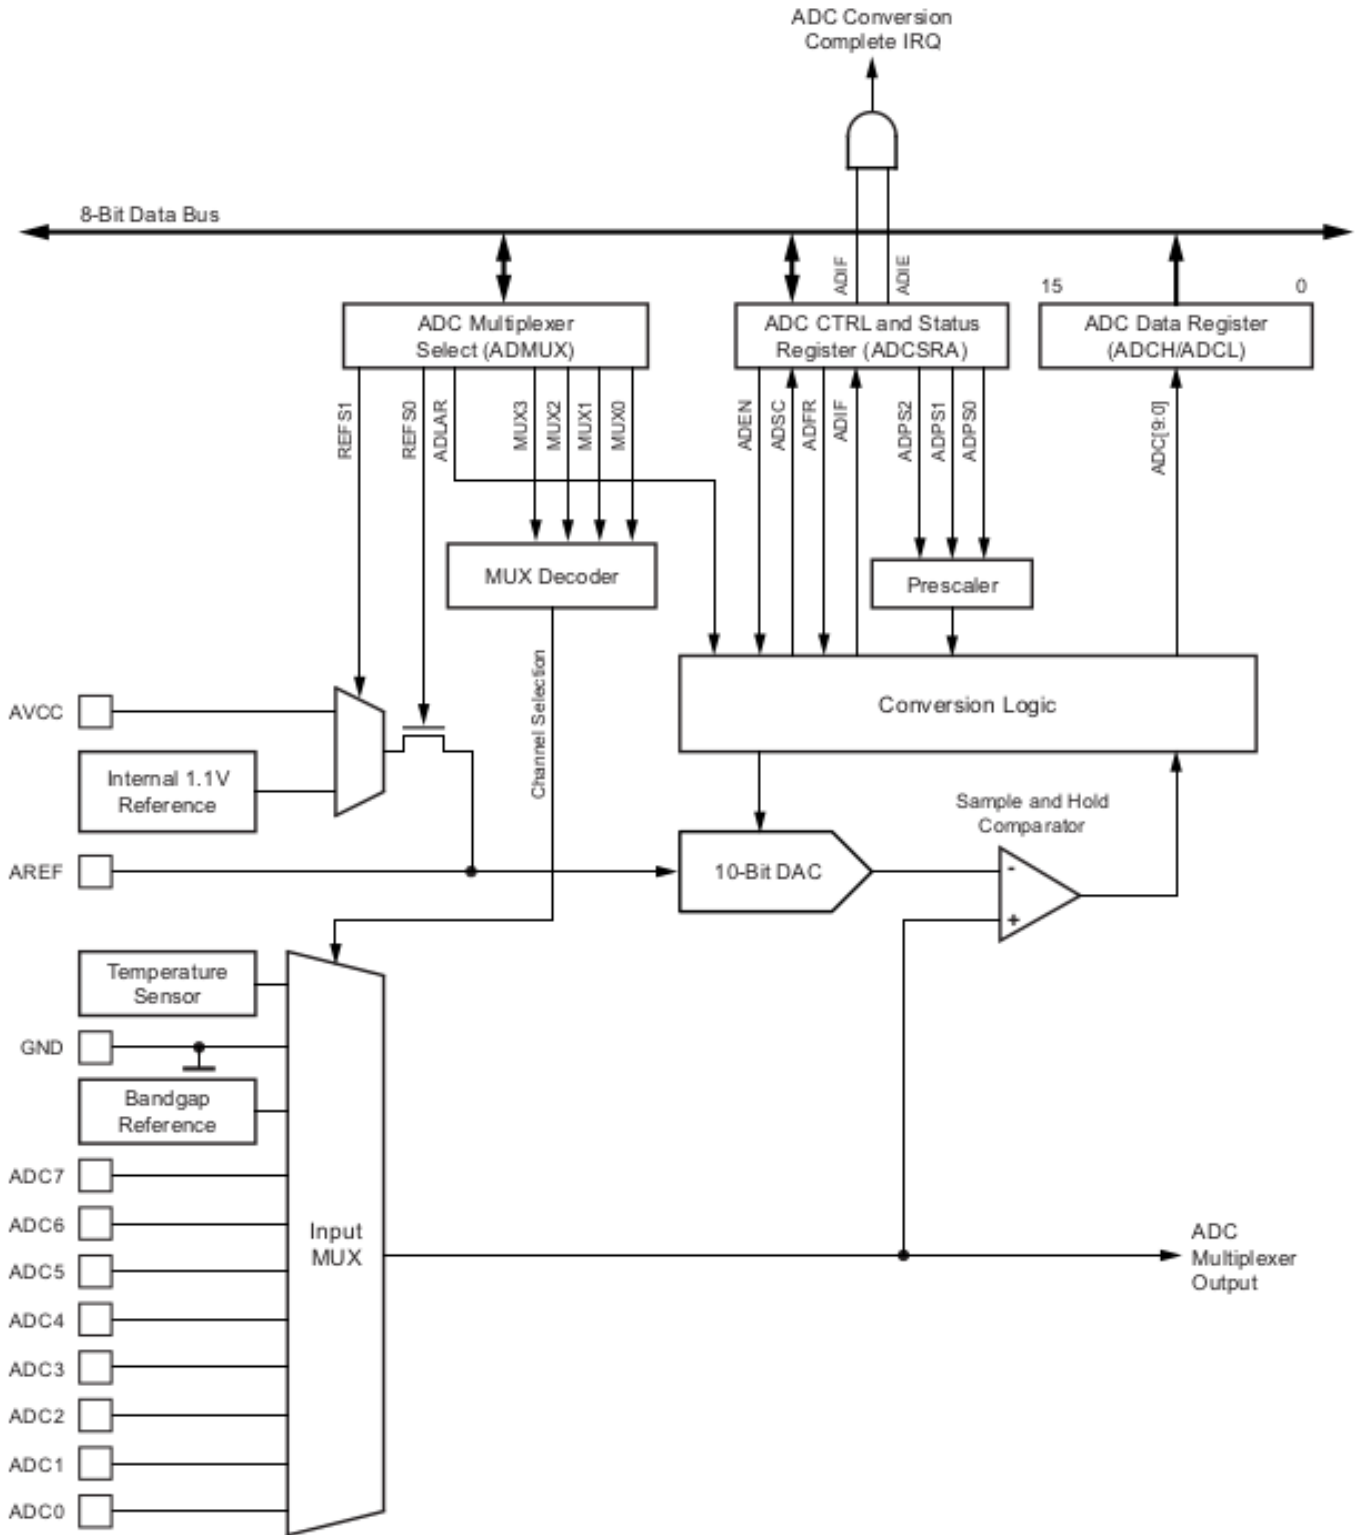 ADC Conversion
Complete IRQ
8-Bit Data Bus
ADIF
ADIE
15
0
ADC Multiplexer
Select (ADMUX)
ADC CTRL and Status
Register (ADCSRA)
ADC Data Register
(ADCH/ADCL)
REFS1
REFS0
ADLAR
MUX3
MUX2
MUX1
MUX0
ADEN
ADSC
ADFR
ADIF
ADPS2
ADPS1
ADPS0
ADC[9:0]
MUX Decoder
Prescaler
Channel Selection
Conversion Logic
AVCC
Internal 1.1V
Reference
Sample and Hold
Comparator
AREF
10-Bit DAC
-
+
Temperature
Sensor
GND
Bandgap
Reference
ADC7
ADC6
ADC5
ADC4
ADC3
ADC2
ADC1
ADC0
Input
MUX
ADC
Multiplexer
Output